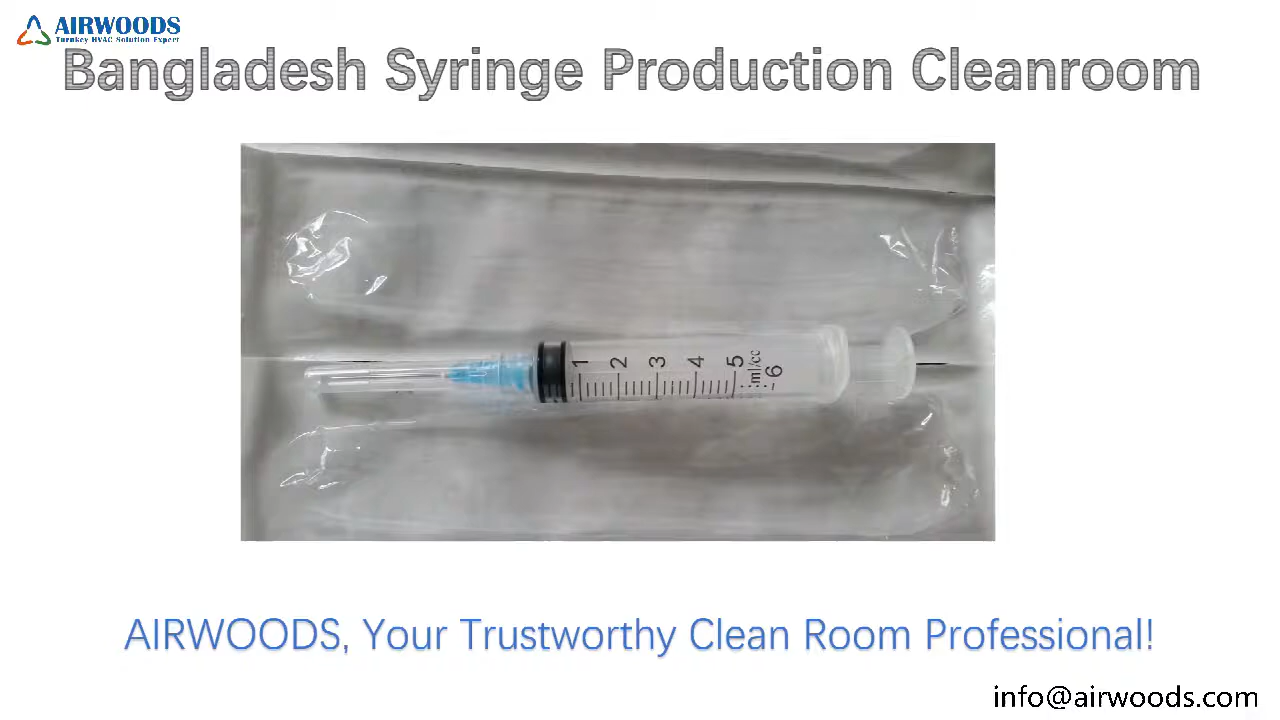 AIRWOODS
Turnkey HVAC Solution Expert
Bangladesh Syringe Production Cleanroom
1 2 3 4 5 ml/cc 6
AIRWOODS, Your Trustworthy Clean Room Professional!
info@airwoods.com